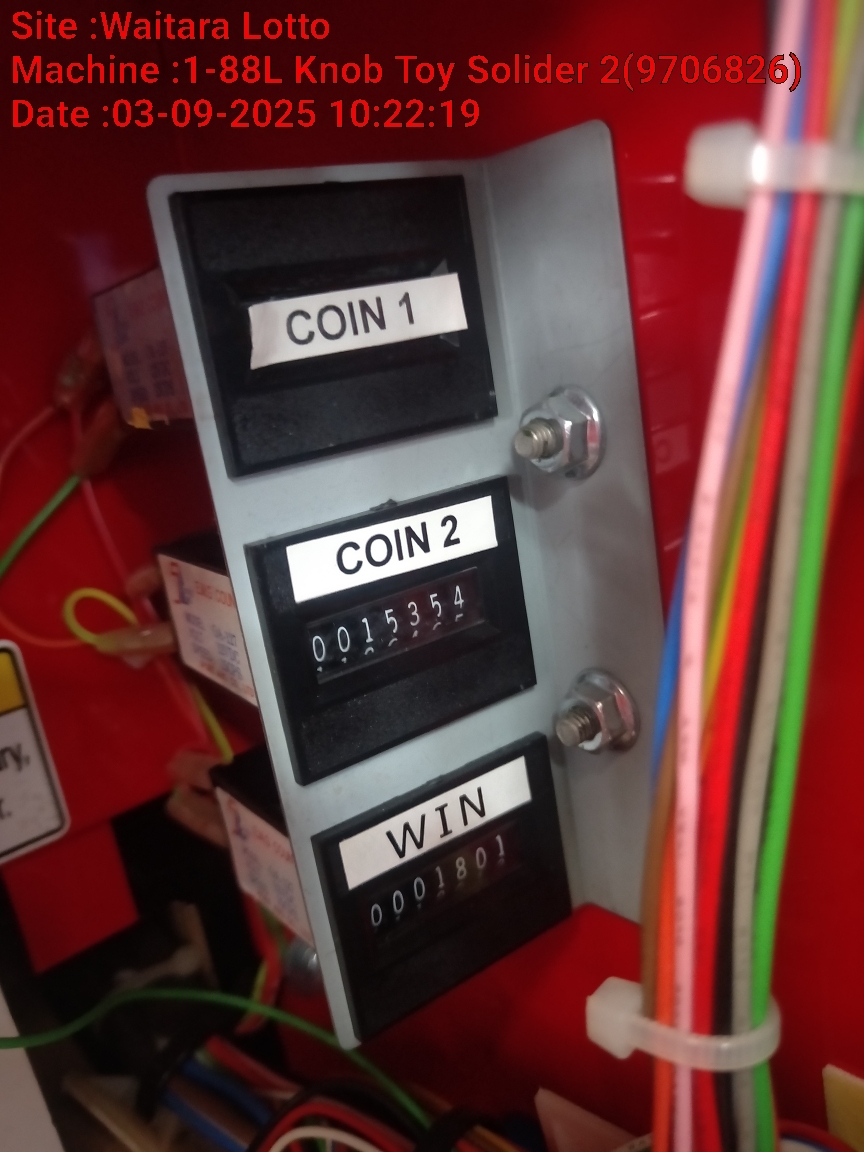 Site :Waitara Lotto
Machine :1-88L Knob Toy Solider 2(9706826)
Date :03-09-2025 10:22:19
COIN 1
COIN 2
0015354
WIN
0001801